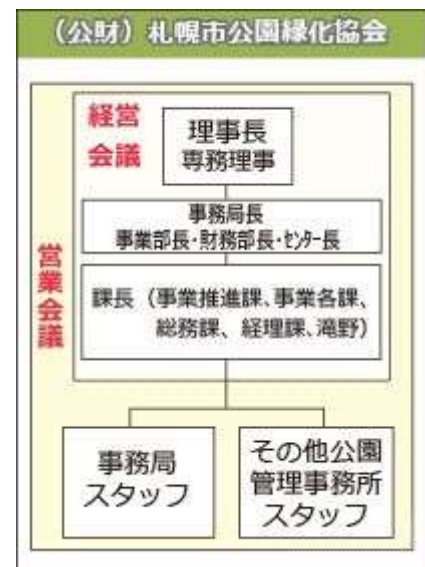 （公財）札幌市公園緑化協会
経営
会議
理事長
専務理事
事務局長
事業部長・財務部長・ｾﾝﾀｰ長
営業会議
課長（事業推進課、事業各課、
総務課、経理課、滝野）
事務局
スタッフ
その他公園
管理事務所
スタッフ